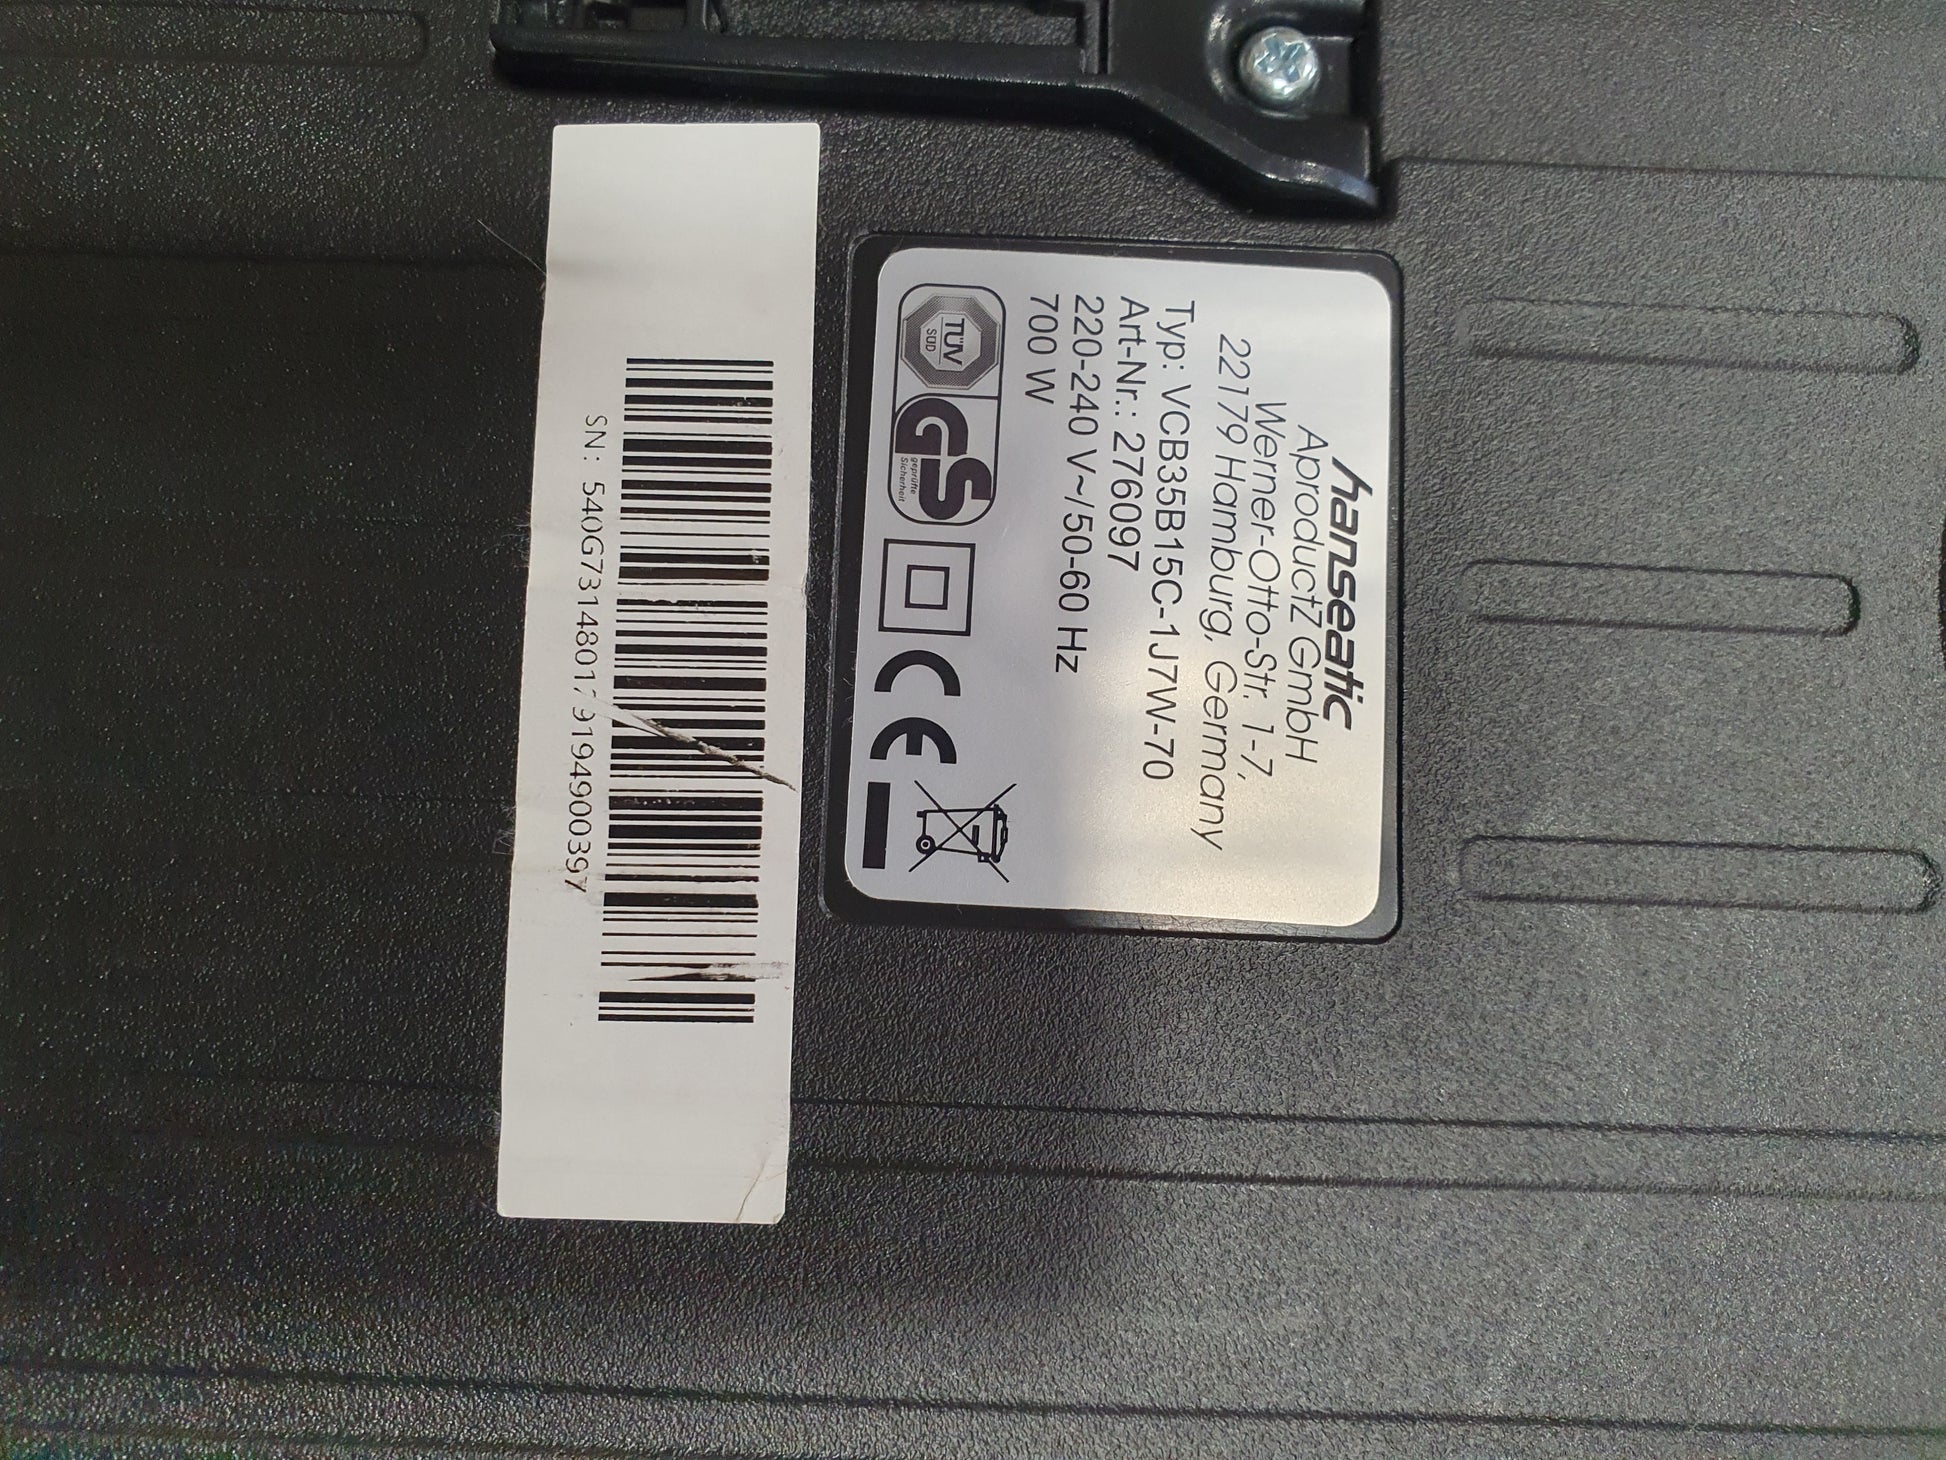 hanseatic
Aproductz GmbH
Werner-Otto-Str. 1-7,
22179 Hamburg, Germany
Typ: VCB35B15C-1J7W-70
Art-Nr.: 276097
220-240 V~/50-60 Hz
700 W
TÜV
SÜD
GS
geprüfte
Sicherheit
CE
SN: